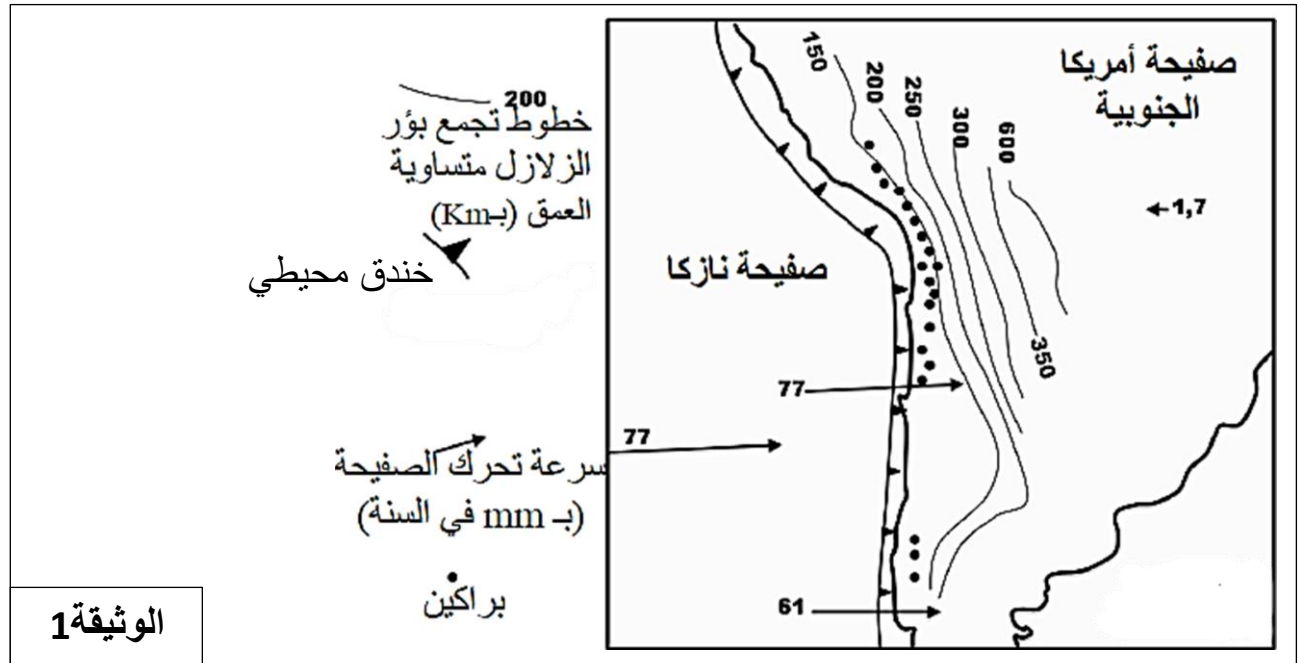 صفيحة أمريكا
الجنوبية
150
200
250
300
600
350
←1,7
صفيحة نازكا
77
77
61
200
خطوط تجمع بؤر
الزلازل متساوية
العمق (بـKm)
خندق محيطي
سرعة تحرك الصفيحة
(بـ mm في السنة)
براكين
الوثيقة1